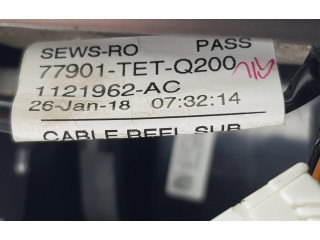 SEWS-RO PASS
77901-TET-Q200
1121962-AC
26-Jan-18 07:32:14
CABLE REEL SUB